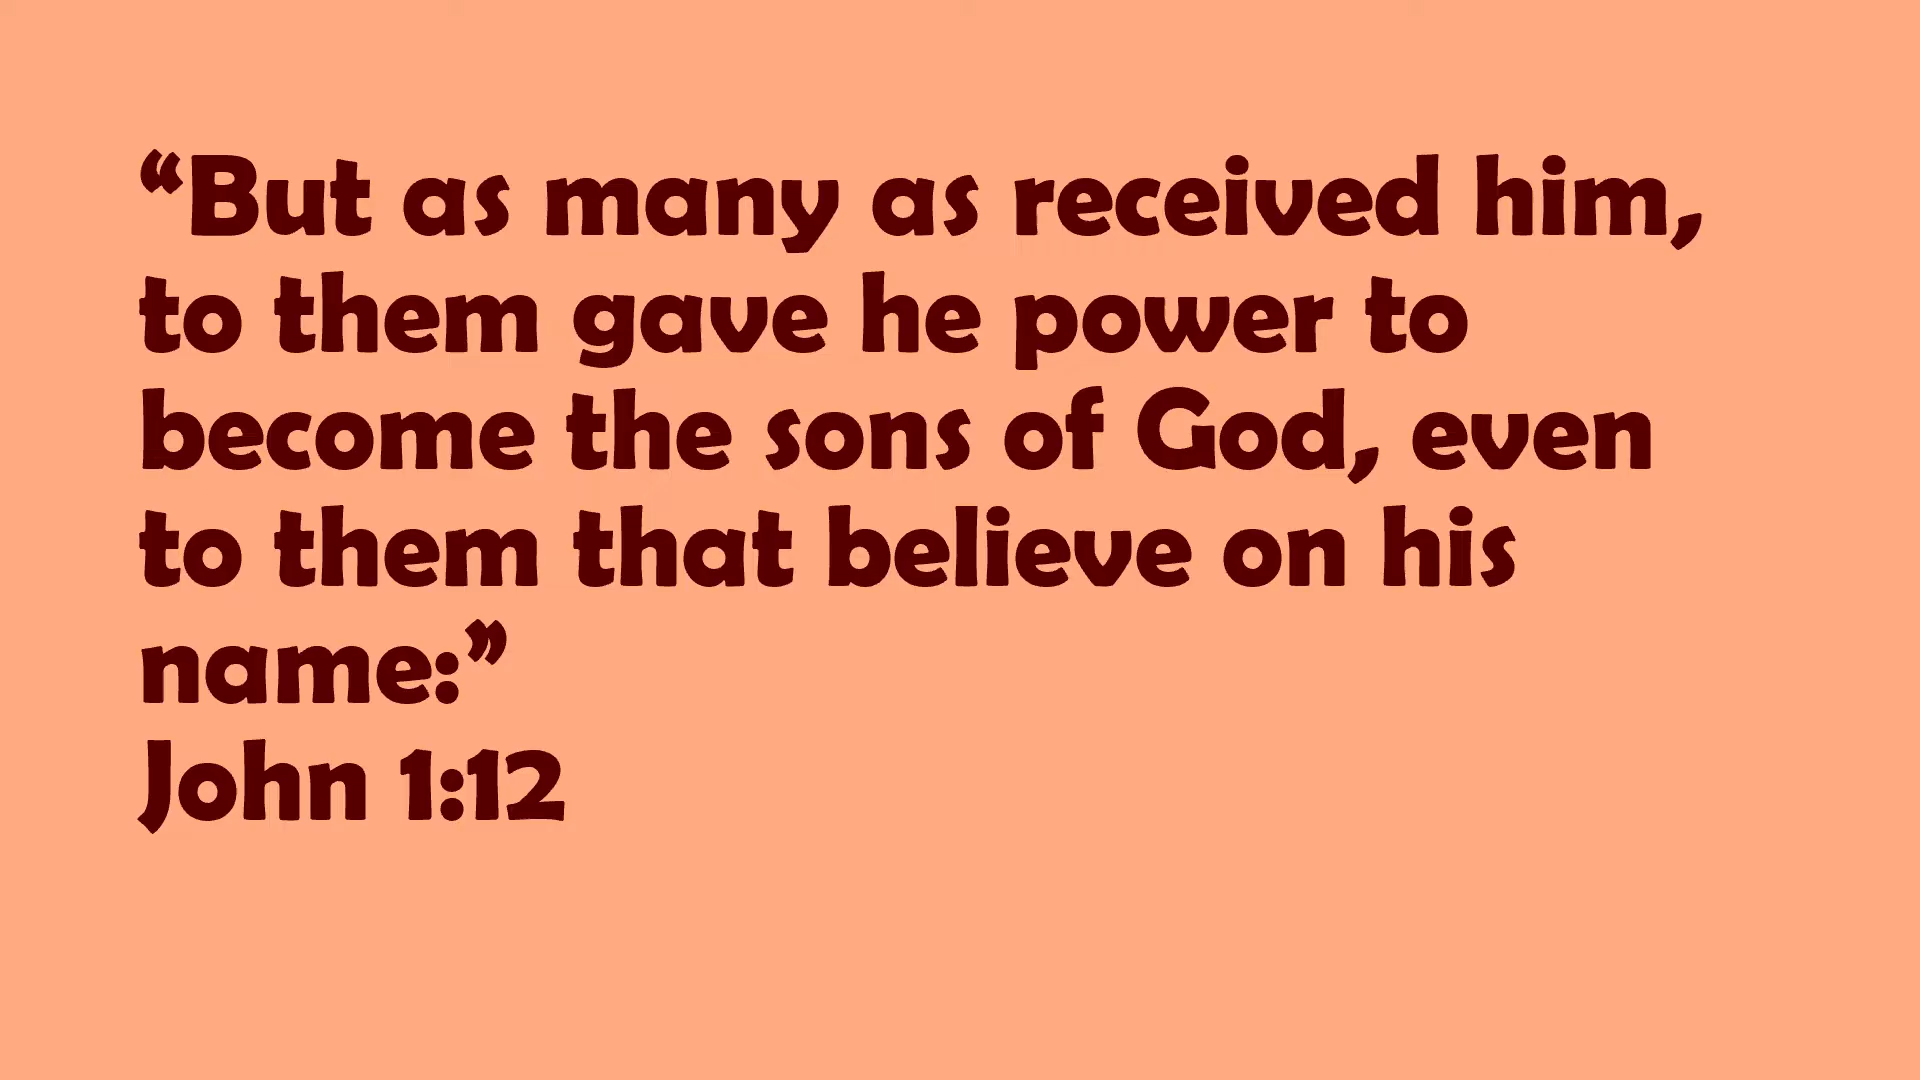 “But as many as received him,
to them gave he power to
become the sons of God, even
to them that believe on his
name:”
John 1:12